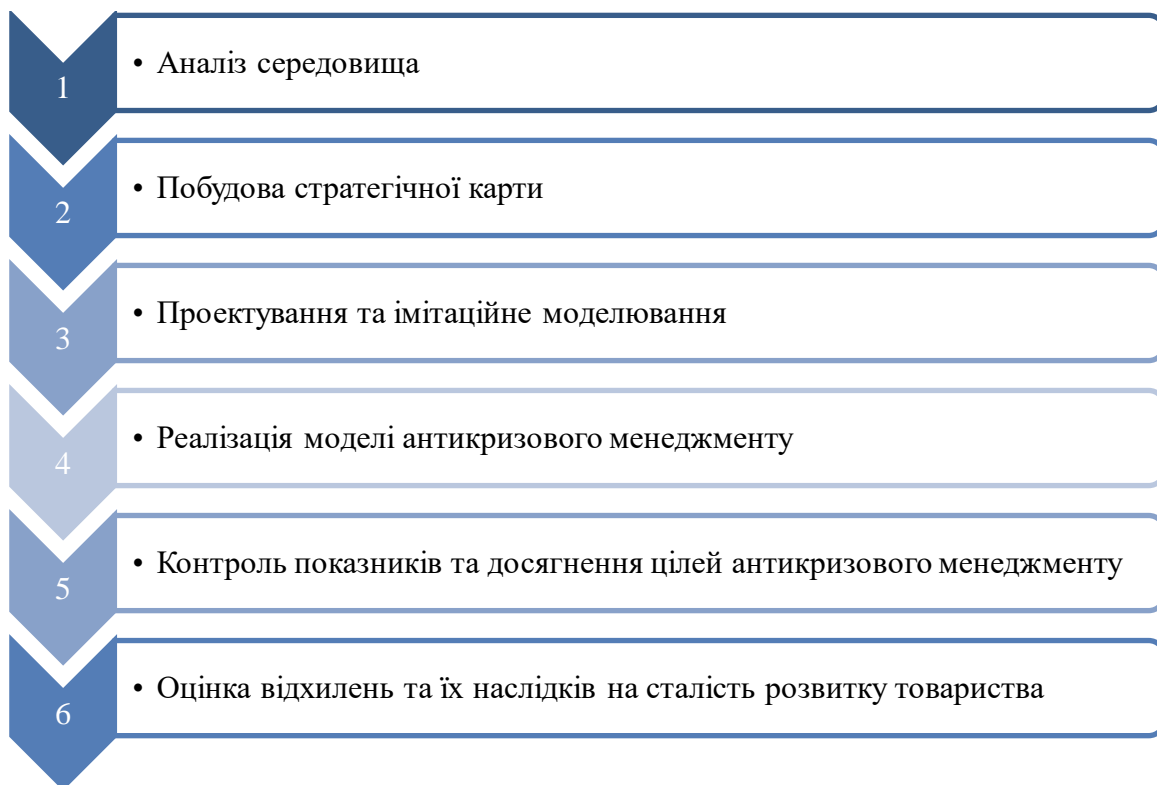 1
• Аналіз середовища
2
• Побудова стратегічної карти
3
• Проектування та імітаційне моделювання
4
• Реалізація моделі антикризового менеджменту
5
• Контроль показників та досягнення цілей антикризового менеджменту
6
• Оцінка відхилень та їх наслідків на сталість розвитку товариства